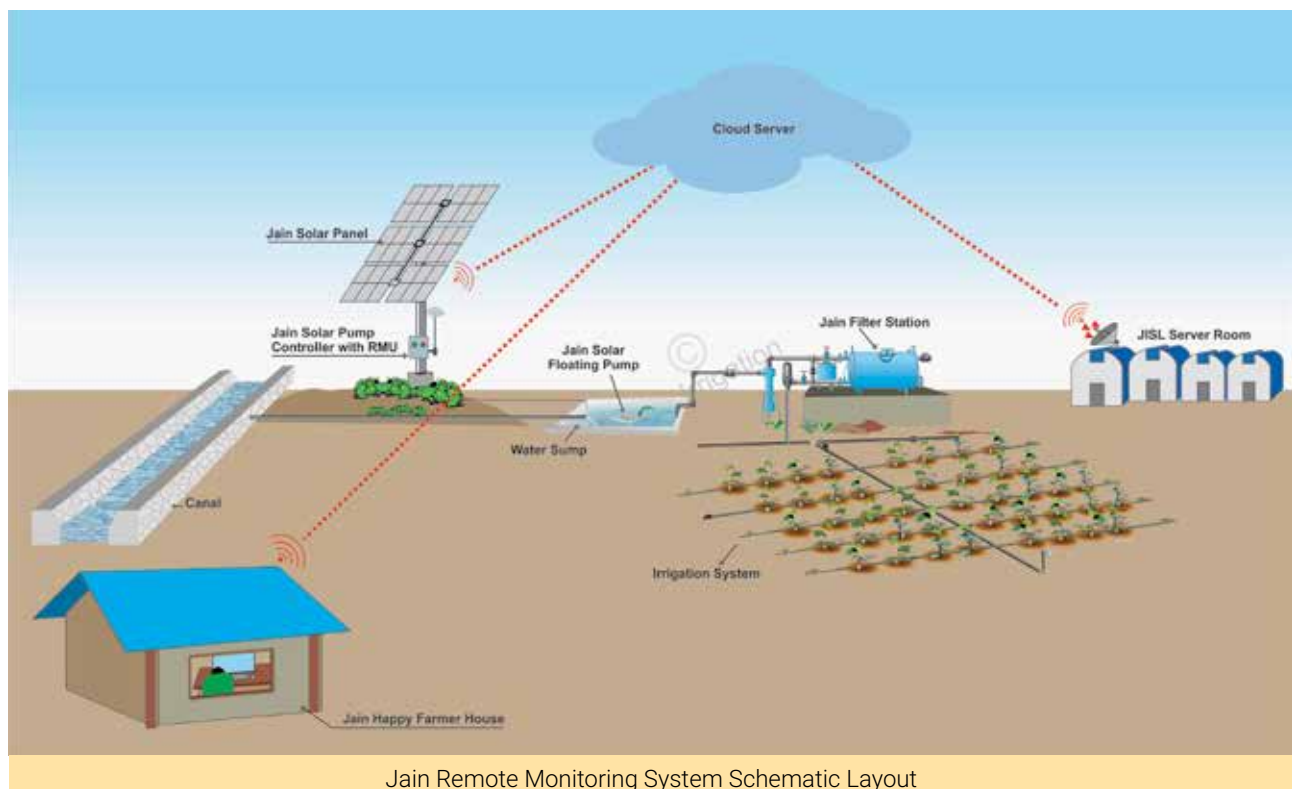 Cloud Server
Jain Solar Panel
Jain Solar Pump
Controller with RMU
Jain Solar
Floating Pump
Jain Filter Station
JISL Server Room
©
Irrigation
Water Sump
Canal
Irrigation System
Jain Happy Farmer House
Jain Remote Monitoring System Schematic Layout